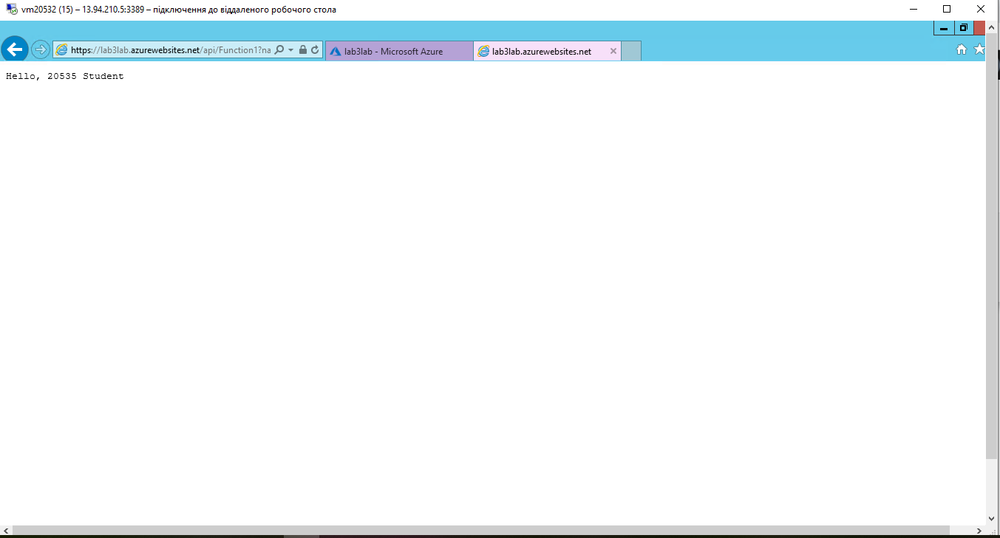 vm20532 (15) – 13.94.210.5:3389 – підключення до віддаленого робочого стола
https://lab3lab.azurewebsites.net/api/Function1?na
lab3lab - Microsoft Azure
lab3lab.azurewebsites.net
Hello, 20535 Student